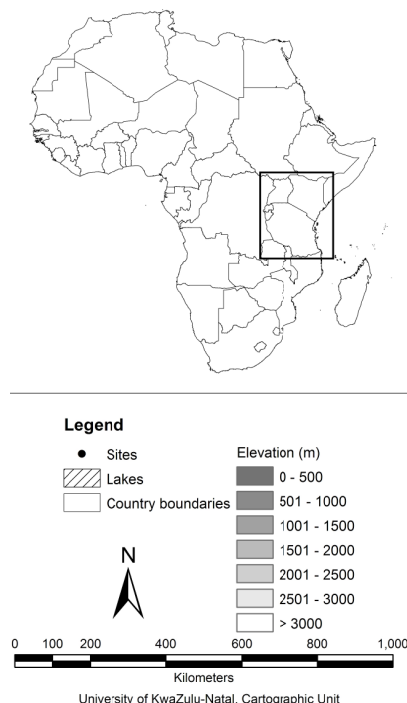 Legend
Sites
Lakes
Country boundaries
Elevation (m)
0 - 500
501 - 1000
1001 - 1500
1501 - 2000
2001 - 2500
2501 - 3000
> 3000
N
0 100 200 400 600 800 1,000
Kilometers
University of KwaZulu-Natal, Cartographic Unit